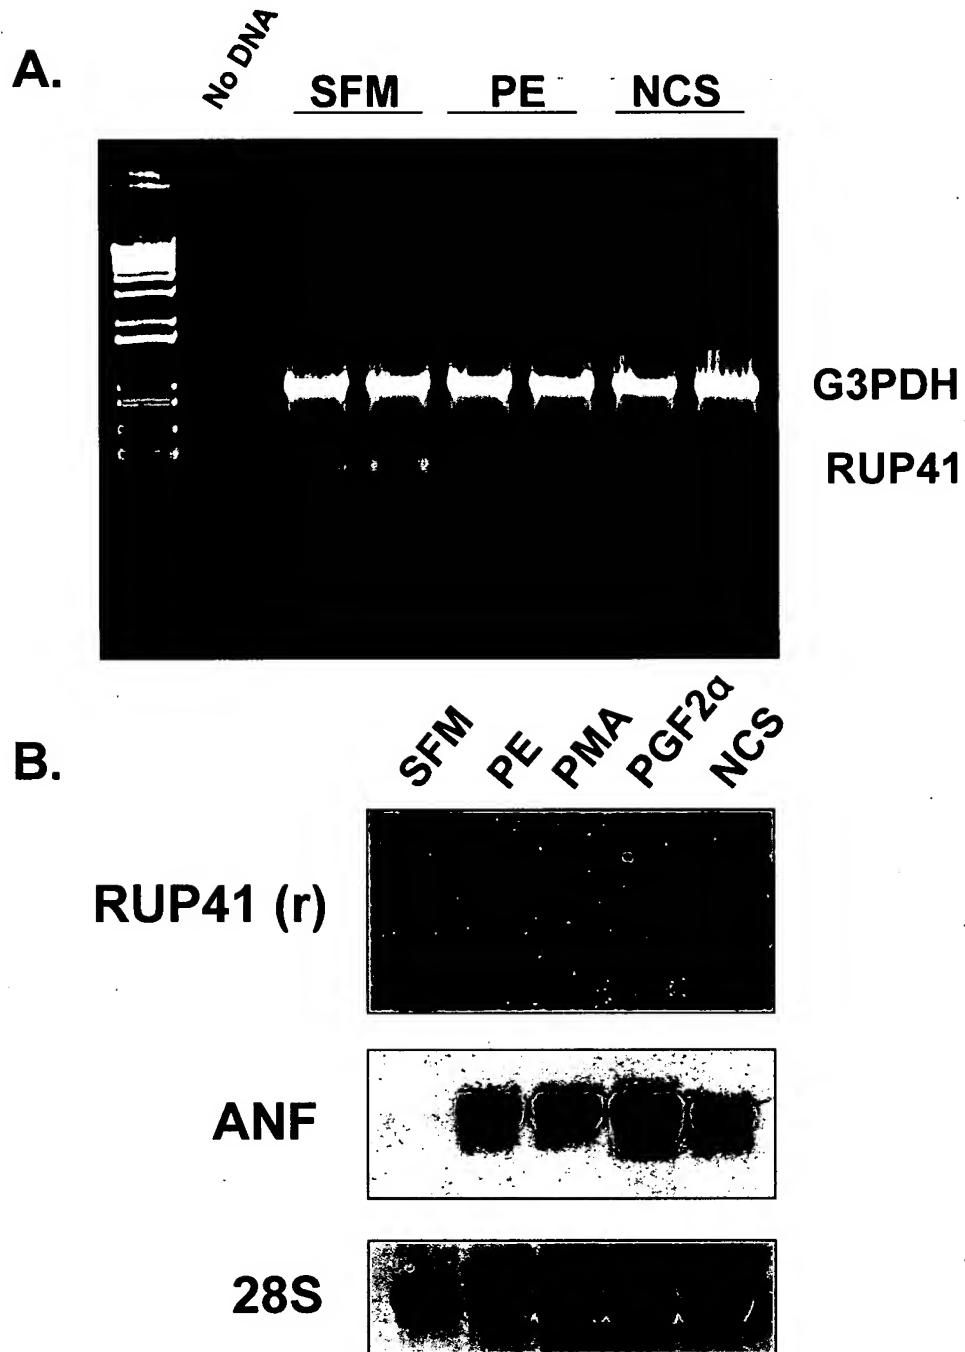 A.
No DNA
SFM PE NCS
G3PDH
RUP41
B.
SFM PE PMA PGF2α NCS
RUP41 (r)
ANF
28S